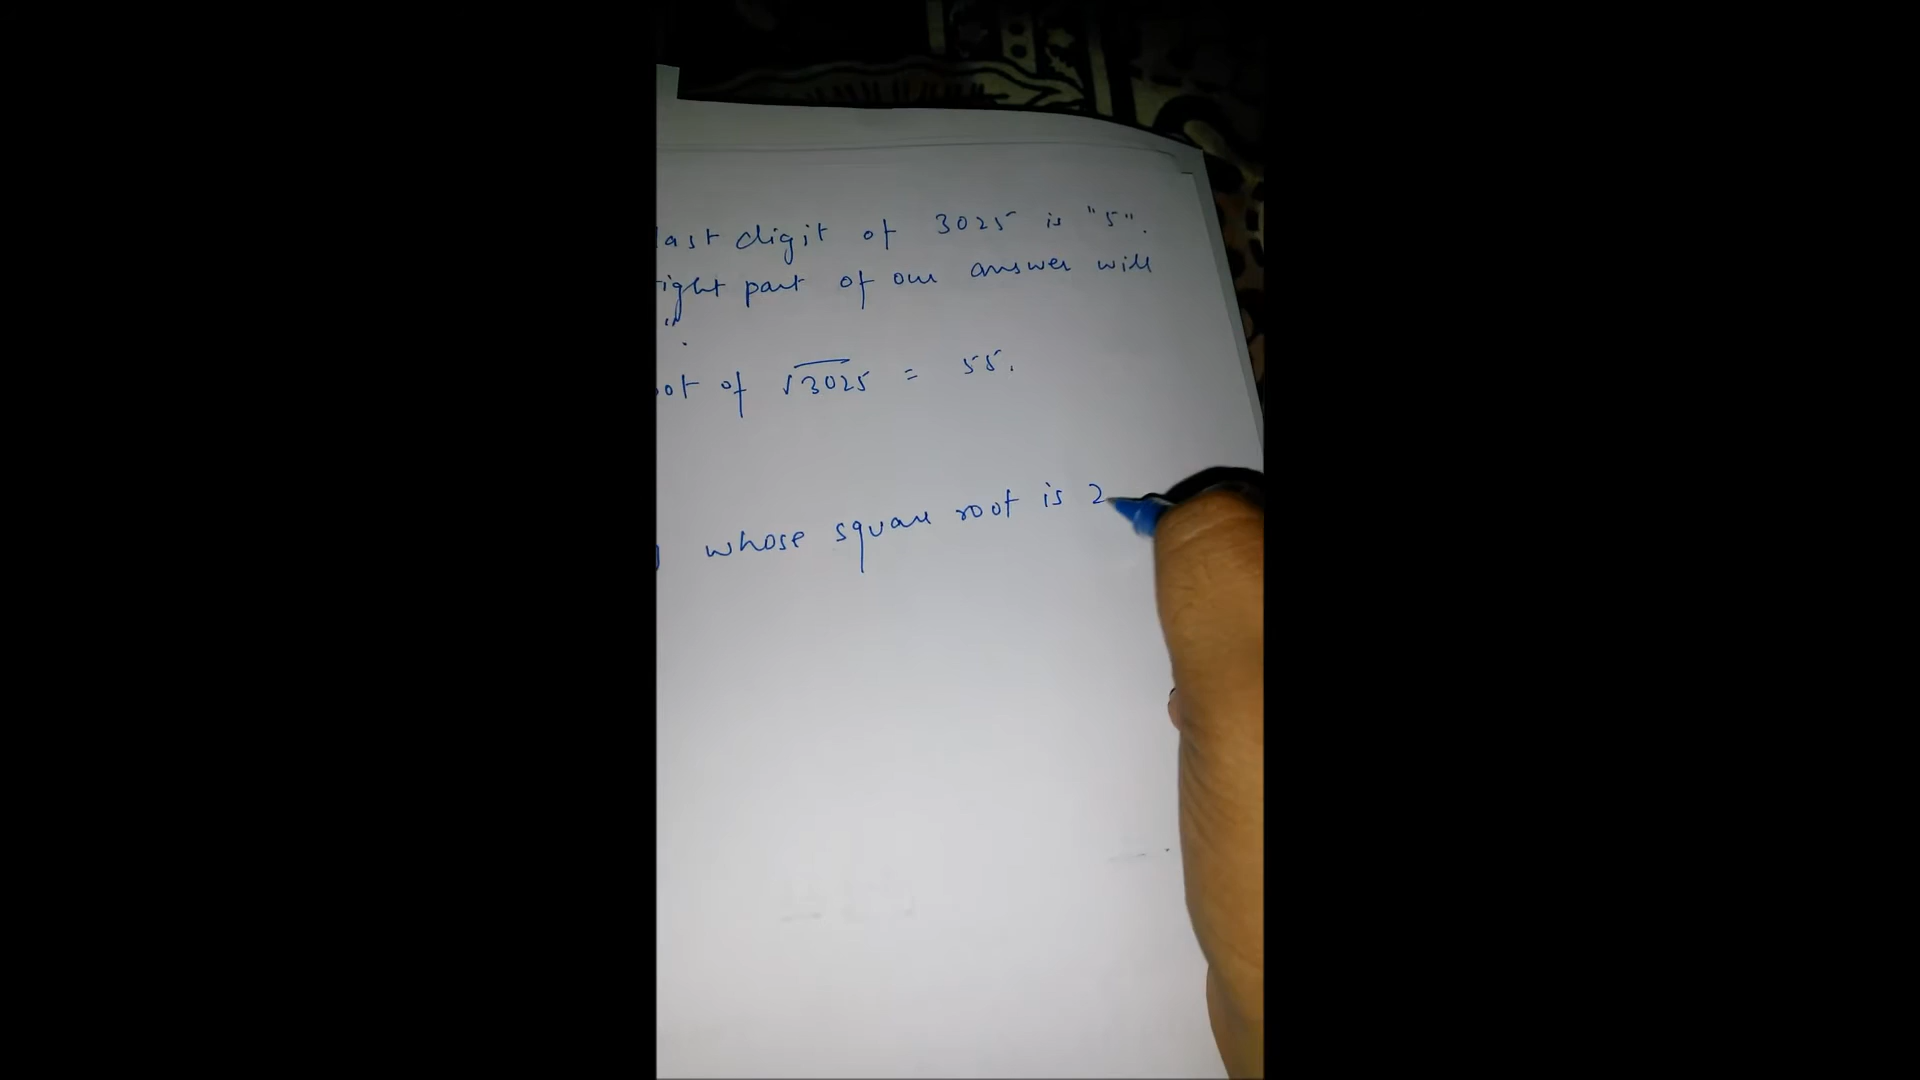 last digit of 3025 is "5".
right part of our answer will
"
.
oot of √3025 = 55.
whose square root is 2